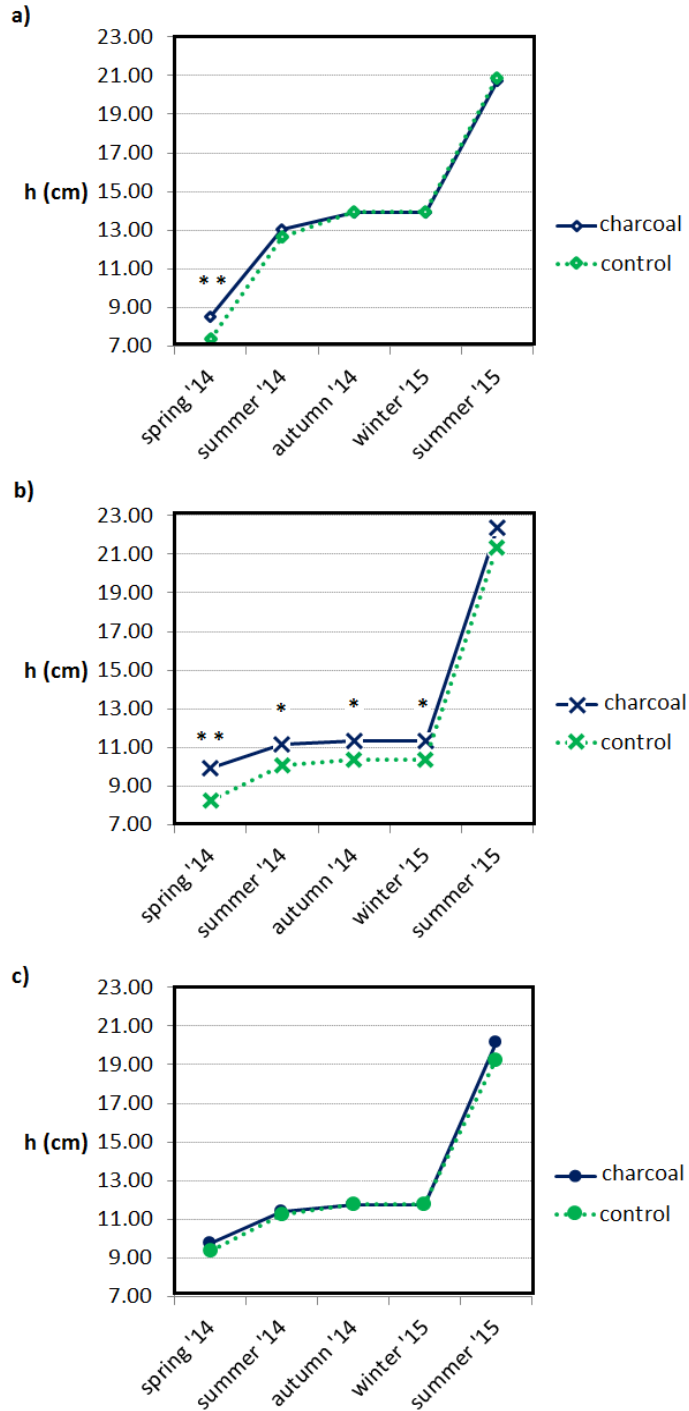 a)
23.00
21.00
19.00
17.00
15.00
h (cm)
13.00
11.00
9.00
7.00
* *
spring '14
summer '14
autumn '14
winter '15
summer '15
charcoal
control
b)
23.00
21.00
19.00
17.00
15.00
h (cm)
13.00
11.00
9.00
7.00
* *
*
*
*
spring '14
summer '14
autumn '14
winter '15
summer '15
charcoal
control
c)
23.00
21.00
19.00
17.00
15.00
h (cm)
13.00
11.00
9.00
7.00
spring '14
summer '14
autumn '14
winter '15
summer '15
charcoal
control